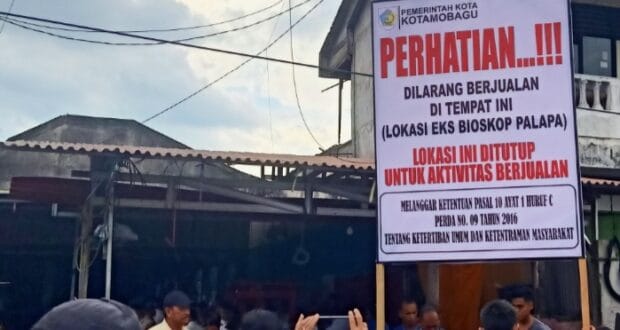 PEMERINTAH KOTA
KOTAMOBAGU
PERHATIAN...!!!
DILARANG BERJUALAN
DI TEMPAT INI
(LOKASI EKS BIOSKOP PALAPA)
LOKASI INI DITUTUP
UNTUK AKTIVITAS BERJUALAN
MELANGGAR KETENTUAN PASAL 10 AYAT 1 HURUF C
PERDA NO. 09 TAHUN 2016
TENTANG KETERTIBAN UMUM DAN KETENTRAMAN MASYARAKAT